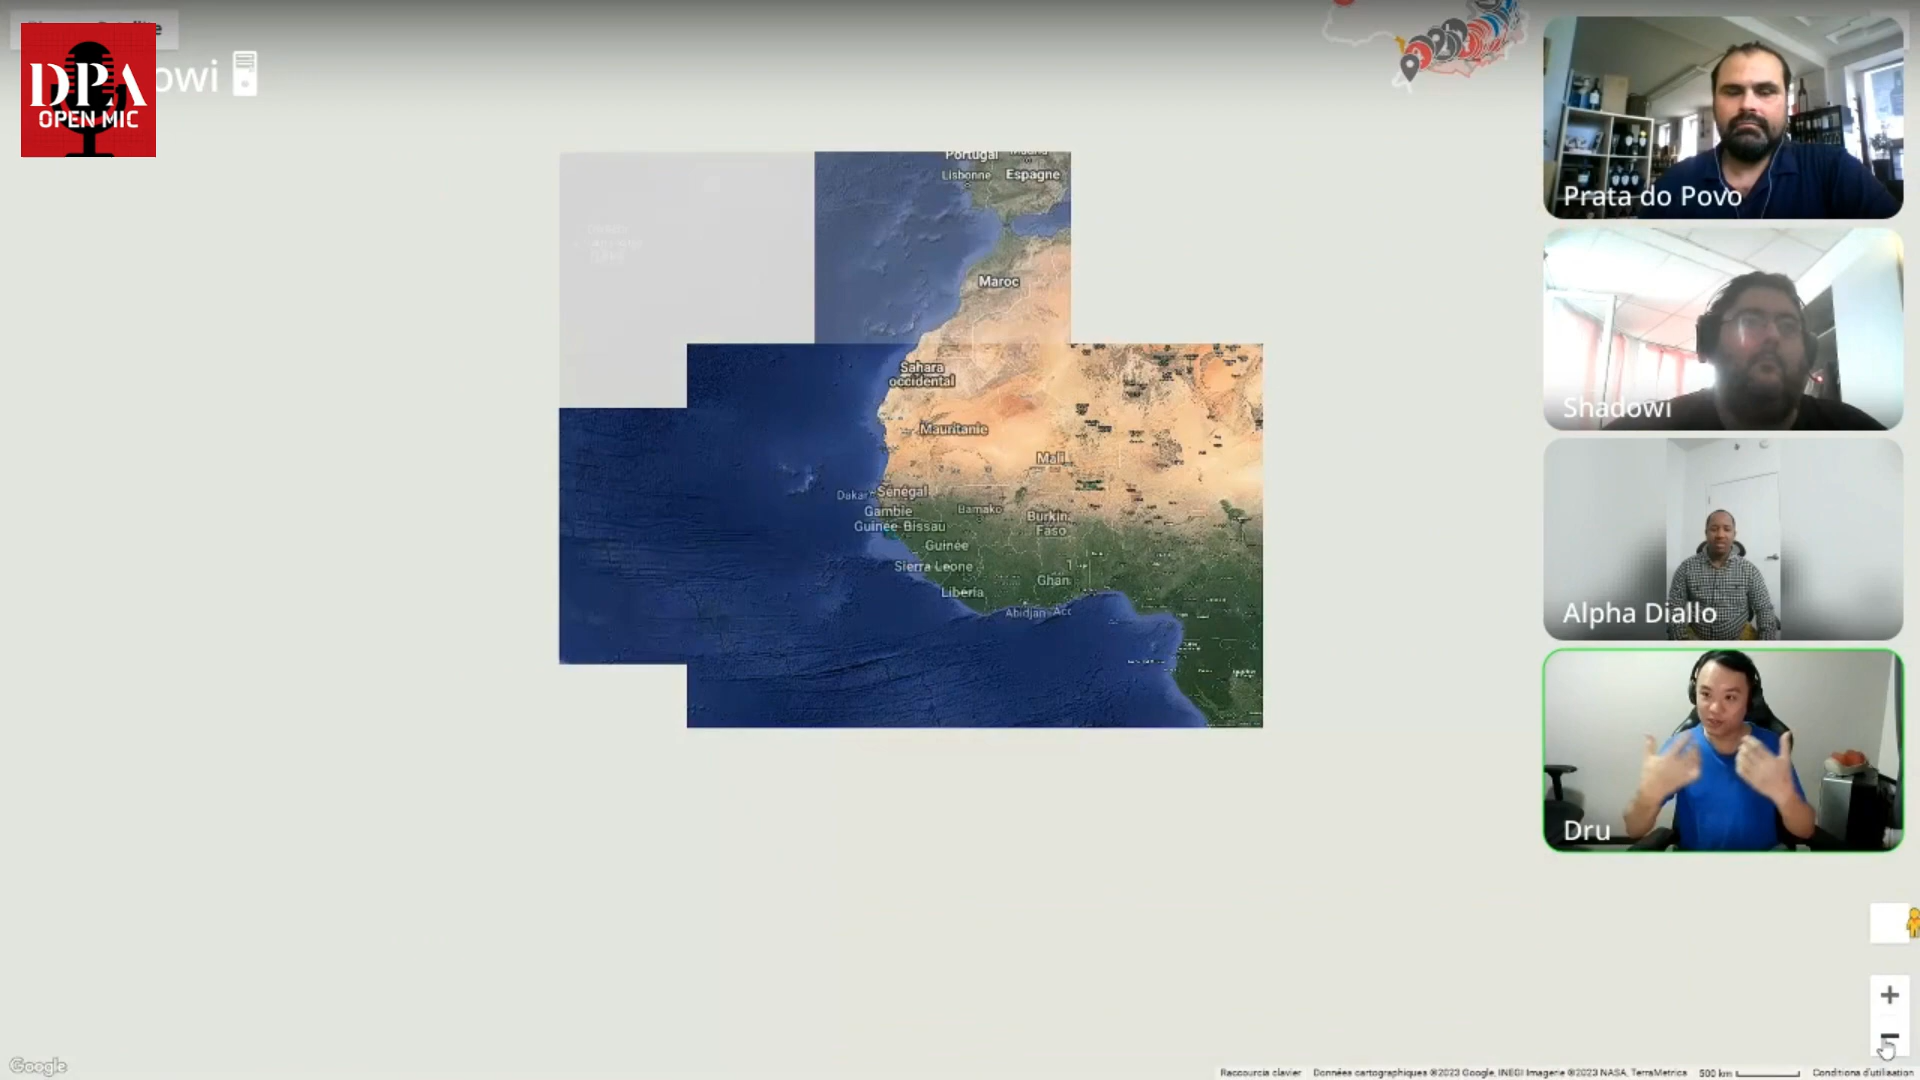 DPA
OPEN MIC
owi
Portugal
Lisbonne
Espagne
Maroc
Sahara
occidental
Mauritanie
Mali
Dakar
Sénégal
Gambie
Bamako
Burkin
Faso
Guinée-Bissau
Guinée
Sierra Leone
Ghan
Liberia
Abidjan
Acc
Prata do Povo
Shadowi
Alpha Diallo
Dru
Google
Raccourcis clavier
Données cartographiques ©2023 Google, INEGI Imagerie ©2023 NASA, TerraMetrics
500 km
Conditions d'utilisation